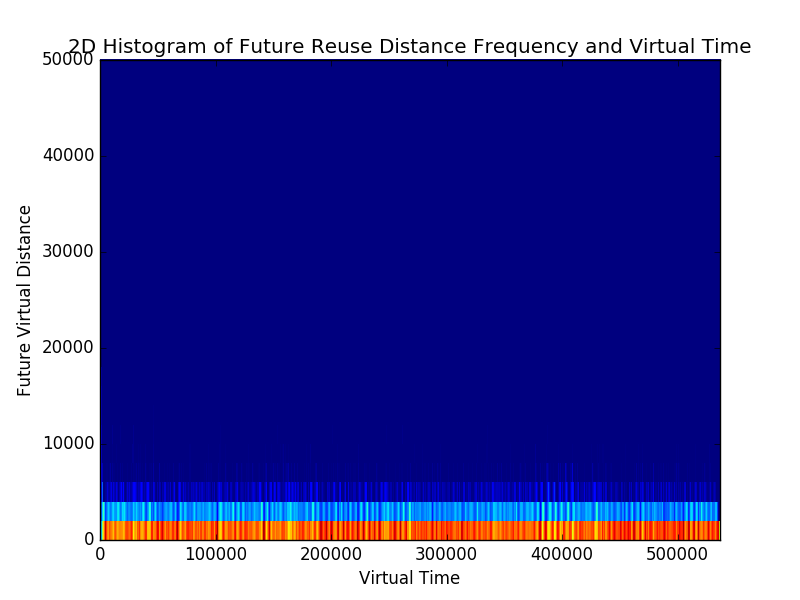 2D Histogram of Future Reuse Distance Frequency and Virtual Time
50000
40000
30000
20000
10000
0
Future Virtual Distance
0 100000 200000 300000 400000 500000
Virtual Time